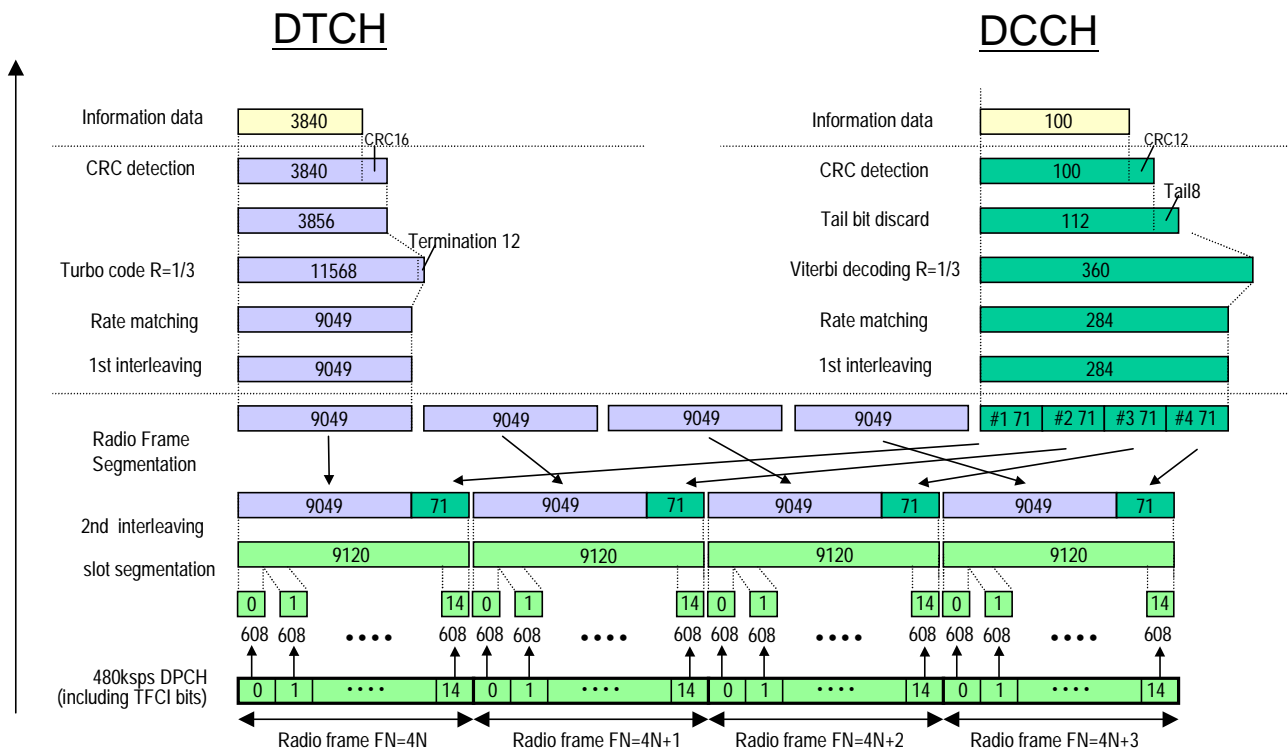 DTCH DCCH
Information data 3840 Information data 100
CRC16 CRC12
CRC detection 3840 CRC detection 100
Tail8
3856 Tail bit discard 112
Termination 12
Turbo code R=1/3 11568 Viterbi decoding R=1/3 360
Rate matching 9049 Rate matching 284
1st interleaving 9049 1st interleaving 284
9049 9049 9049 9049 #1 71 #2 71 #3 71 #4 71
Radio Frame
Segmentation
9049 71 9049 71 9049 71 9049 71
2nd interleaving
9120 9120 9120 9120
slot segmentation
0 1 14 0 1 14 0 1 14 0 1 14
608 608 •••• 608 608 608 •••• 608 608 608 •••• 608 608 608 •••• 608
480ksps DPCH
(including TFCI bits)
0 1 •••• 14 0 1 •••• 14 0 1 •••• 14 0 1 •••• 14
Radio frame FN=4N Radio frame FN=4N+1 Radio frame FN=4N+2 Radio frame FN=4N+3